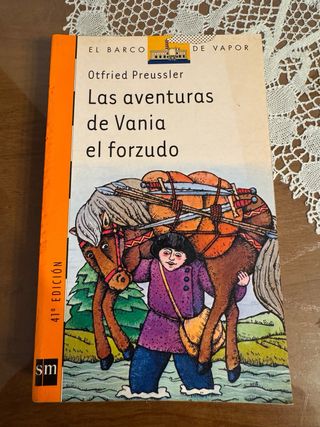 EL BARCO DE VAPOR
Otfried Preussler
Las aventuras
de Vania
el forzudo
41ª EDICIÓN
sm